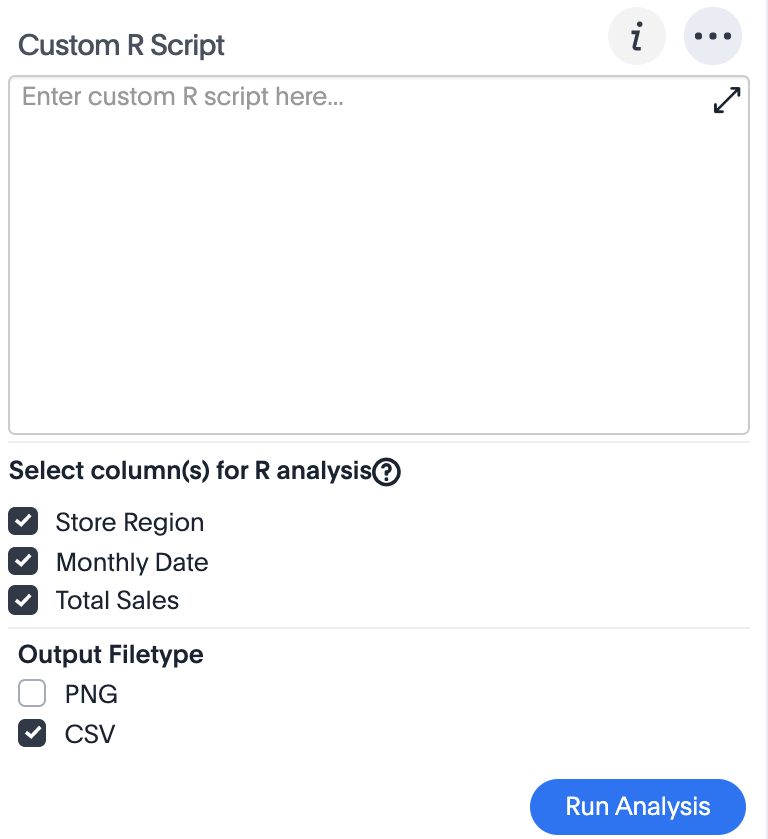 Custom R Script
i
Enter custom R script here...
Select column(s) for R analysis?
Store Region
Monthly Date
Total Sales
Output Filetype
PNG
CSV
Run Analysis